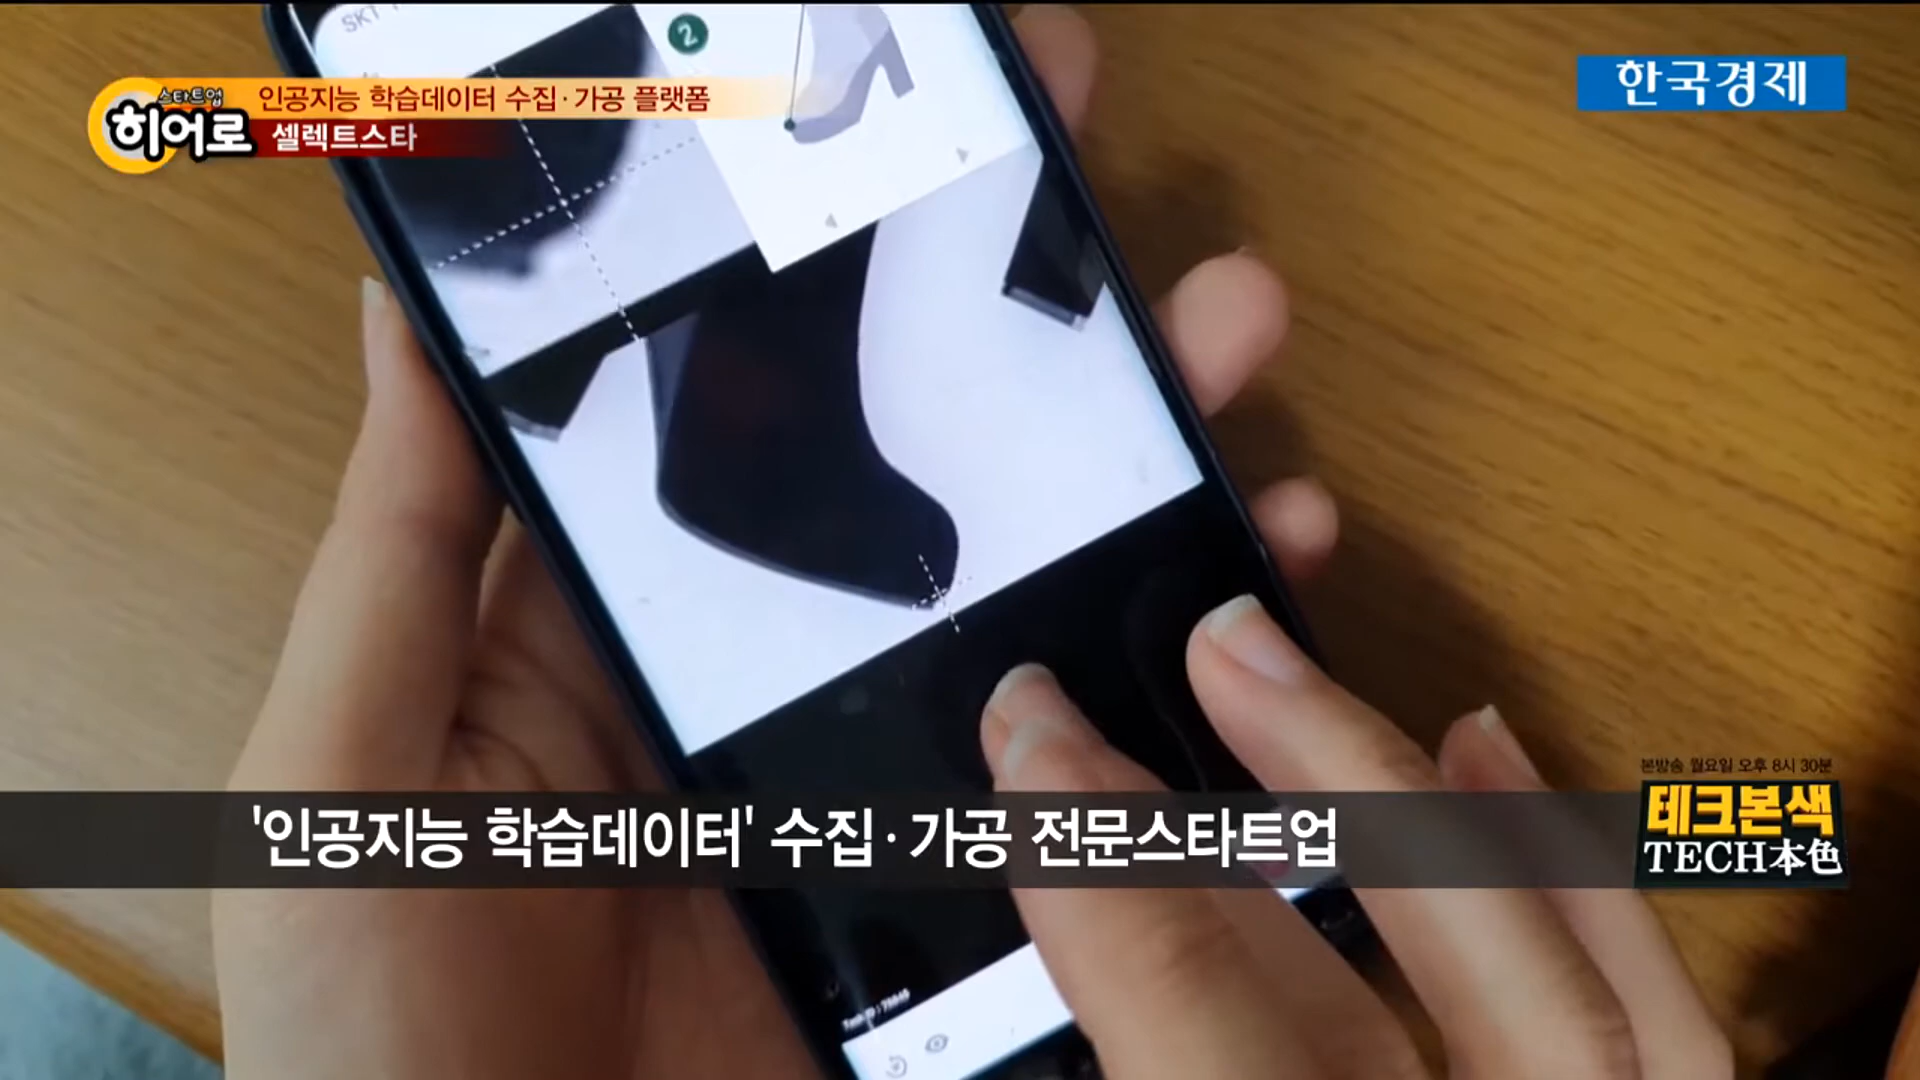 SKT
2
스타트업
히어로
인공지능 학습데이터 수집·가공 플랫폼
셀렉트스타
한국경제
본방송 월요일 오후 8시 30분
테크본색
TECH本色
'인공지능 학습데이터' 수집·가공 전문스타트업